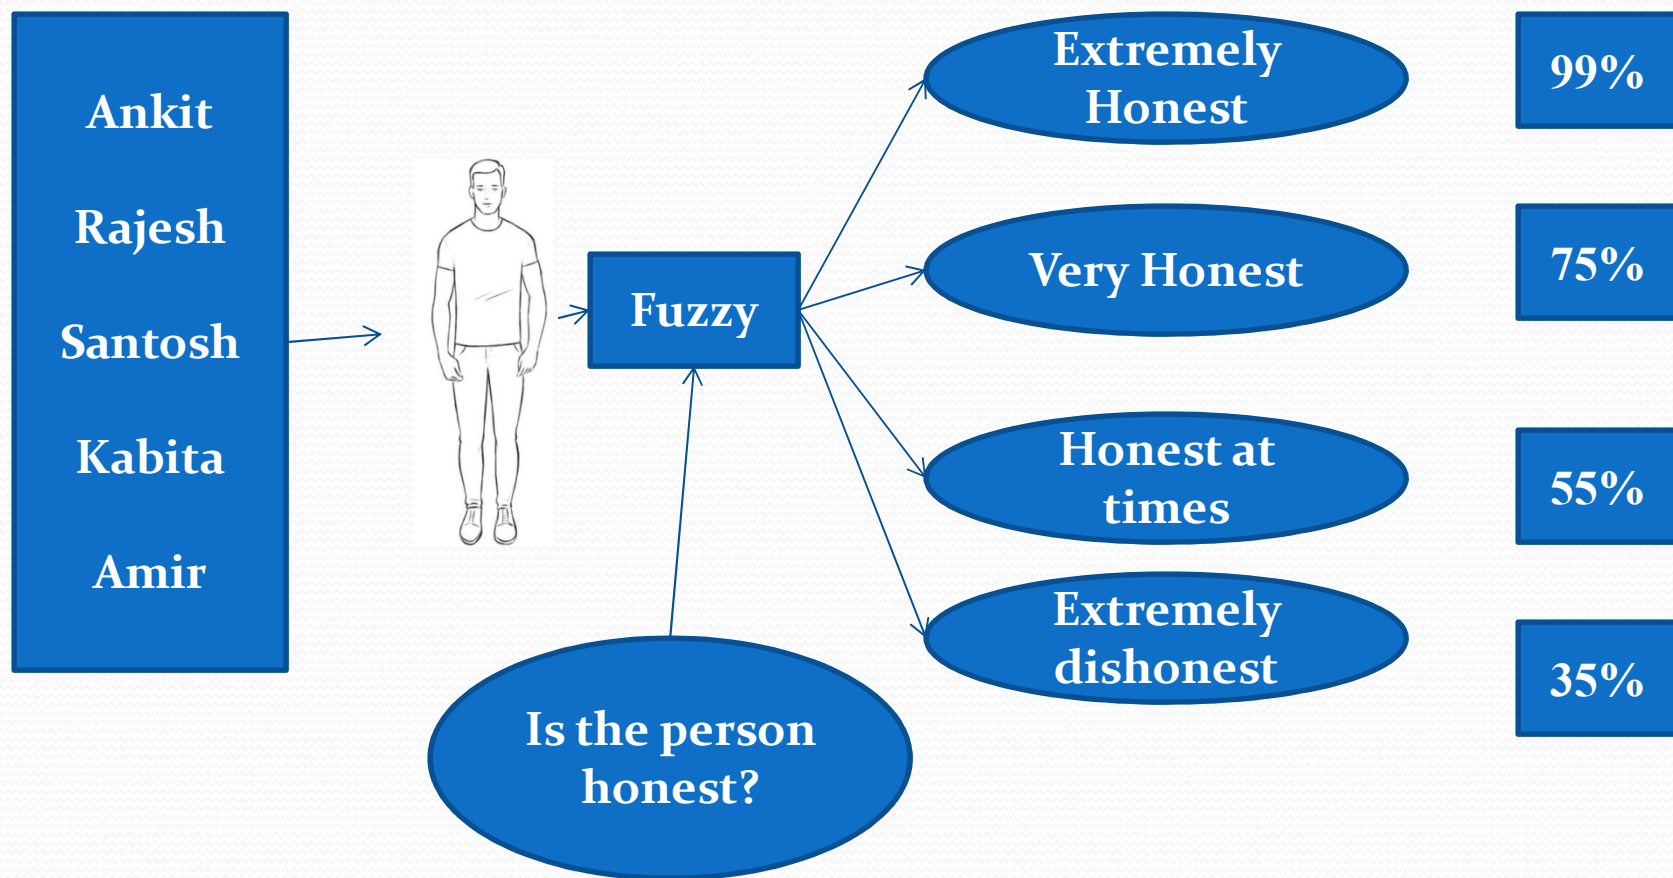 Ankit
Rajesh
Santosh
Kabita
Amir
Fuzzy
Is the person
honest?
Extremely
Honest
99%
Very Honest
75%
Honest at
times
55%
Extremely
dishonest
35%